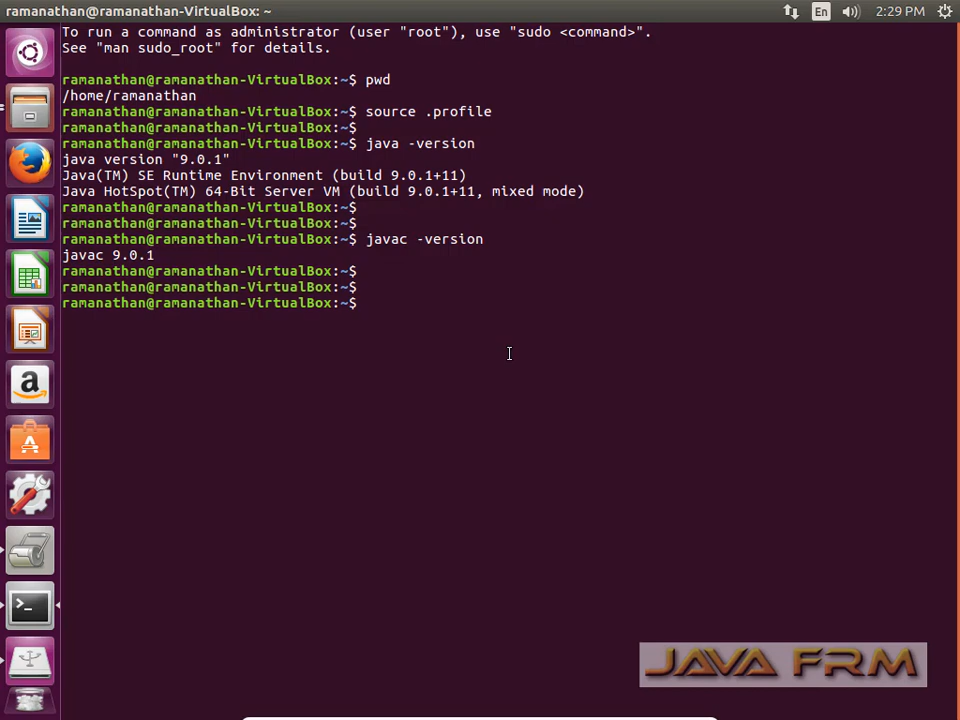 ramanathan@ramanathan-VirtualBox: ~
En
2:29 PM
To run a command as administrator (user "root"), use "sudo <command>".
See "man sudo_root" for details.
ramanathan@ramanathan-VirtualBox:~$ pwd
/home/ramanathan
ramanathan@ramanathan-VirtualBox:~$ source .profile
ramanathan@ramanathan-VirtualBox:~$
ramanathan@ramanathan-VirtualBox:~$ java -version
java version "9.0.1"
Java(TM) SE Runtime Environment (build 9.0.1+11)
Java HotSpot(TM) 64-Bit Server VM (build 9.0.1+11, mixed mode)
ramanathan@ramanathan-VirtualBox:~$
ramanathan@ramanathan-VirtualBox:~$
ramanathan@ramanathan-VirtualBox:~$ javac -version
javac 9.0.1
ramanathan@ramanathan-VirtualBox:~$
ramanathan@ramanathan-VirtualBox:~$
ramanathan@ramanathan-VirtualBox:~$
JAVA FRM